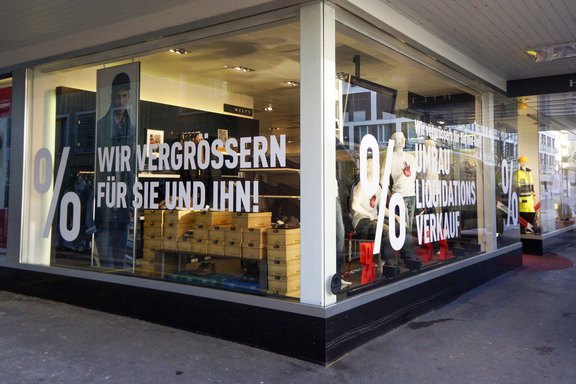 %
WIR VERGRÖSSERN
FÜR SIE UND IHN!
%
UMBAU
LIQUIDATIONS
VERKAUF
%